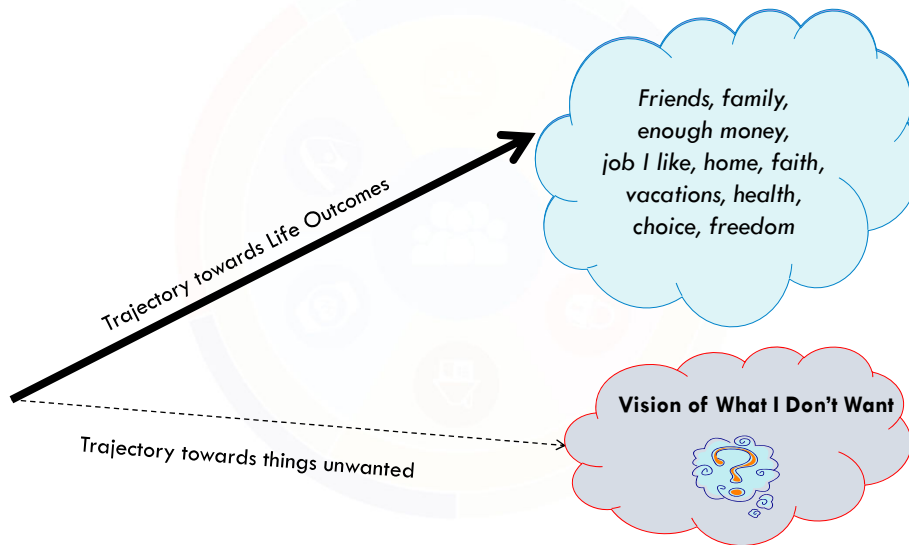 Friends, family,
enough money,
job I like, home, faith,
vacations, health,
choice, freedom
Trajectory towards Life Outcomes
Vision of What I Don't Want
?
Trajectory towards things unwanted